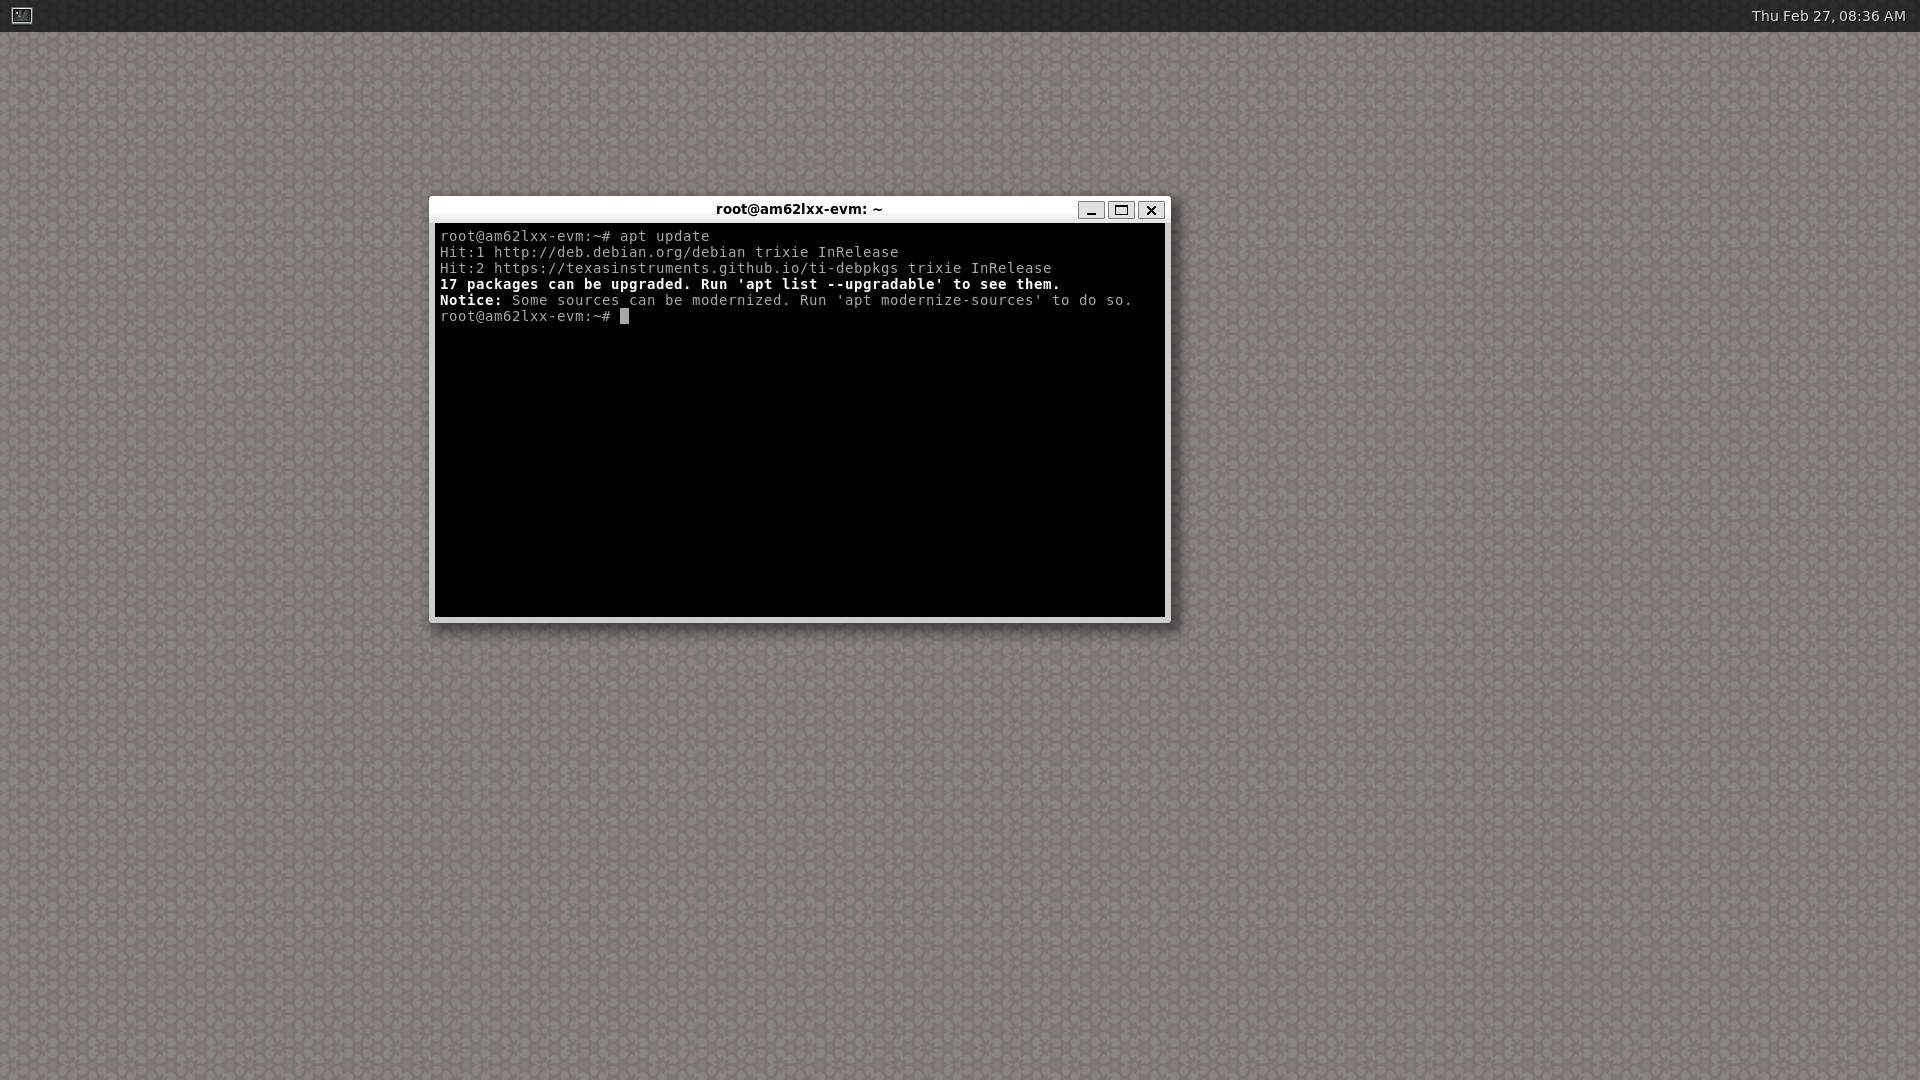 Thu Feb 27, 08:36 AM
root@am62lxx-evm: ~
root@am62lxx-evm:~# apt update
Hit:1 http://deb.debian.org/debian trixie InRelease
Hit:2 https://texasinstruments.github.io/ti-debpkgs trixie InRelease
17 packages can be upgraded. Run 'apt list --upgradable' to see them.
Notice: Some sources can be modernized. Run 'apt modernize-sources' to do so.
root@am62lxx-evm:~#